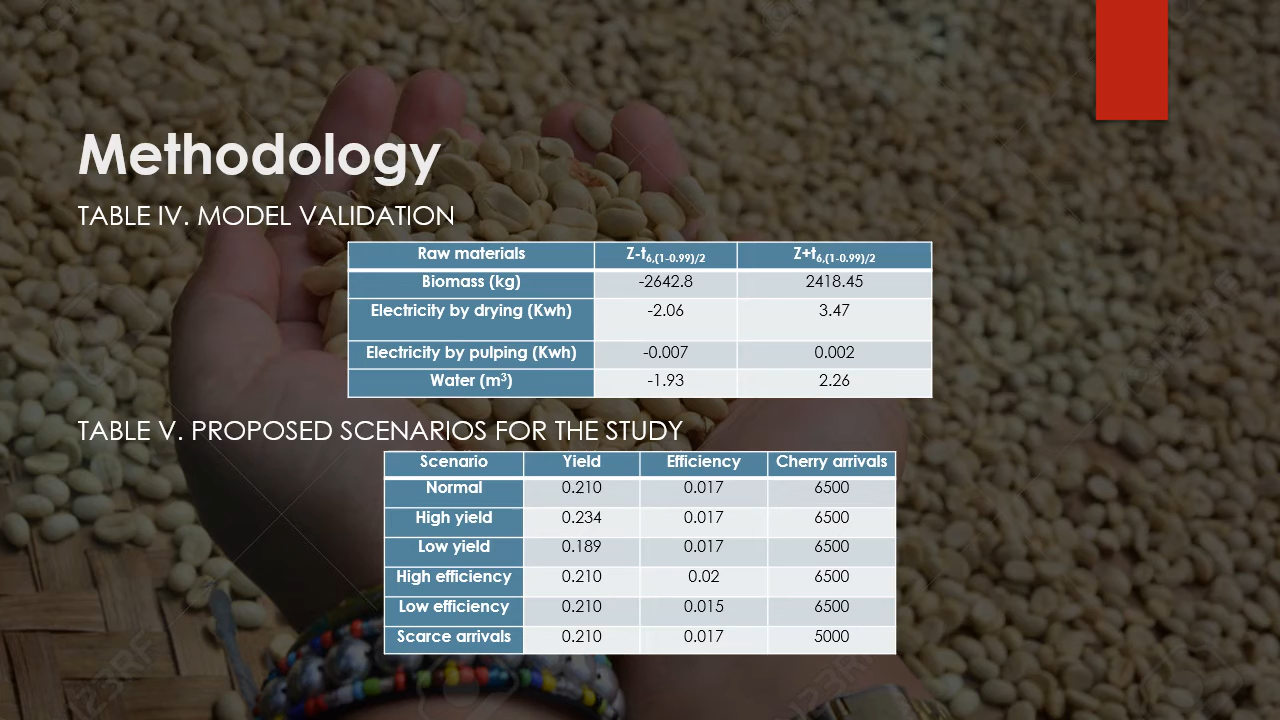 Methodology
TABLE IV. MODEL VALIDATION
Raw materials Z-t6,(1-0.99)/2 Z+t6,(1-0.99)/2
Biomass (kg) -2642.8 2418.45
Electricity by drying (Kwh) -2.06 3.47
Electricity by pulping (Kwh) -0.007 0.002
Water (m³) -1.93 2.26
TABLE V. PROPOSED SCENARIOS FOR THE STUDY
Scenario Yield Efficiency Cherry arrivals
Normal 0.210 0.017 6500
High yield 0.234 0.017 6500
Low yield 0.189 0.017 6500
High efficiency 0.210 0.02 6500
Low efficiency 0.210 0.015 6500
Scarce arrivals 0.210 0.017 5000